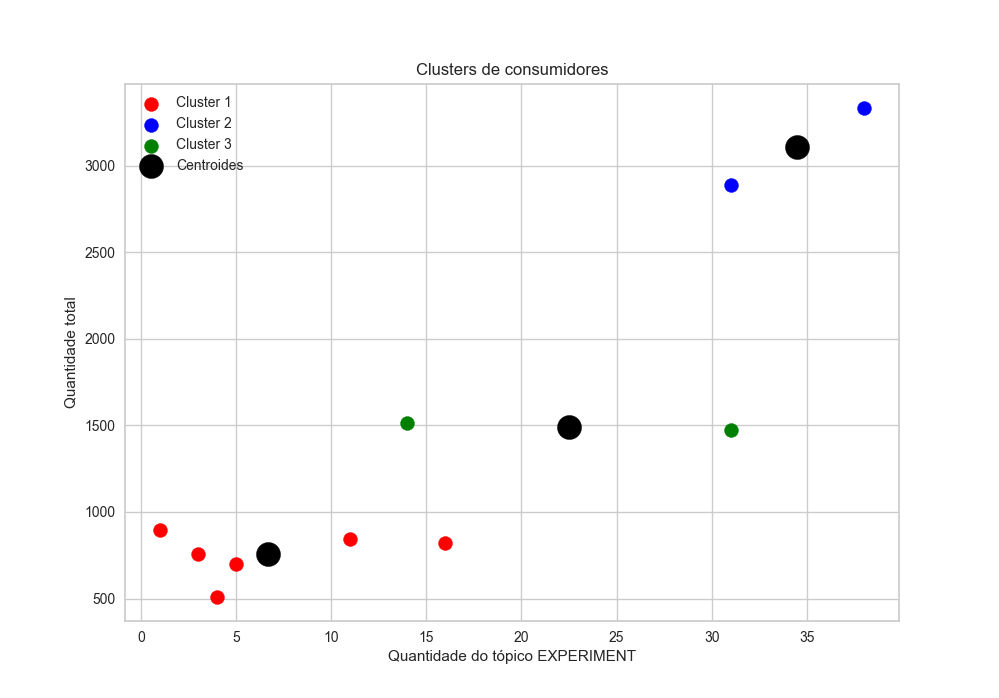 Clusters de consumidores
Cluster 1
Cluster 2
Cluster 3
Centroides
3000
2500
2000
1500
1000
500
Quantidade total
0 5 10 15 20 25 30 35
Quantidade do tópico EXPERIMENT